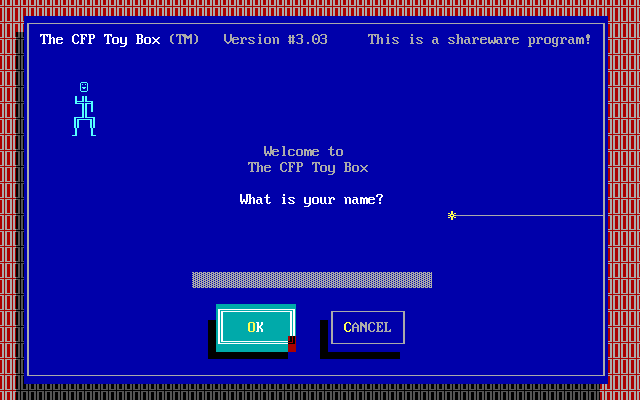 The CFP Toy Box (TM) Version #3.03 This is a shareware program!
Welcome to
The CFP Toy Box
What is your name?
OK CANCEL